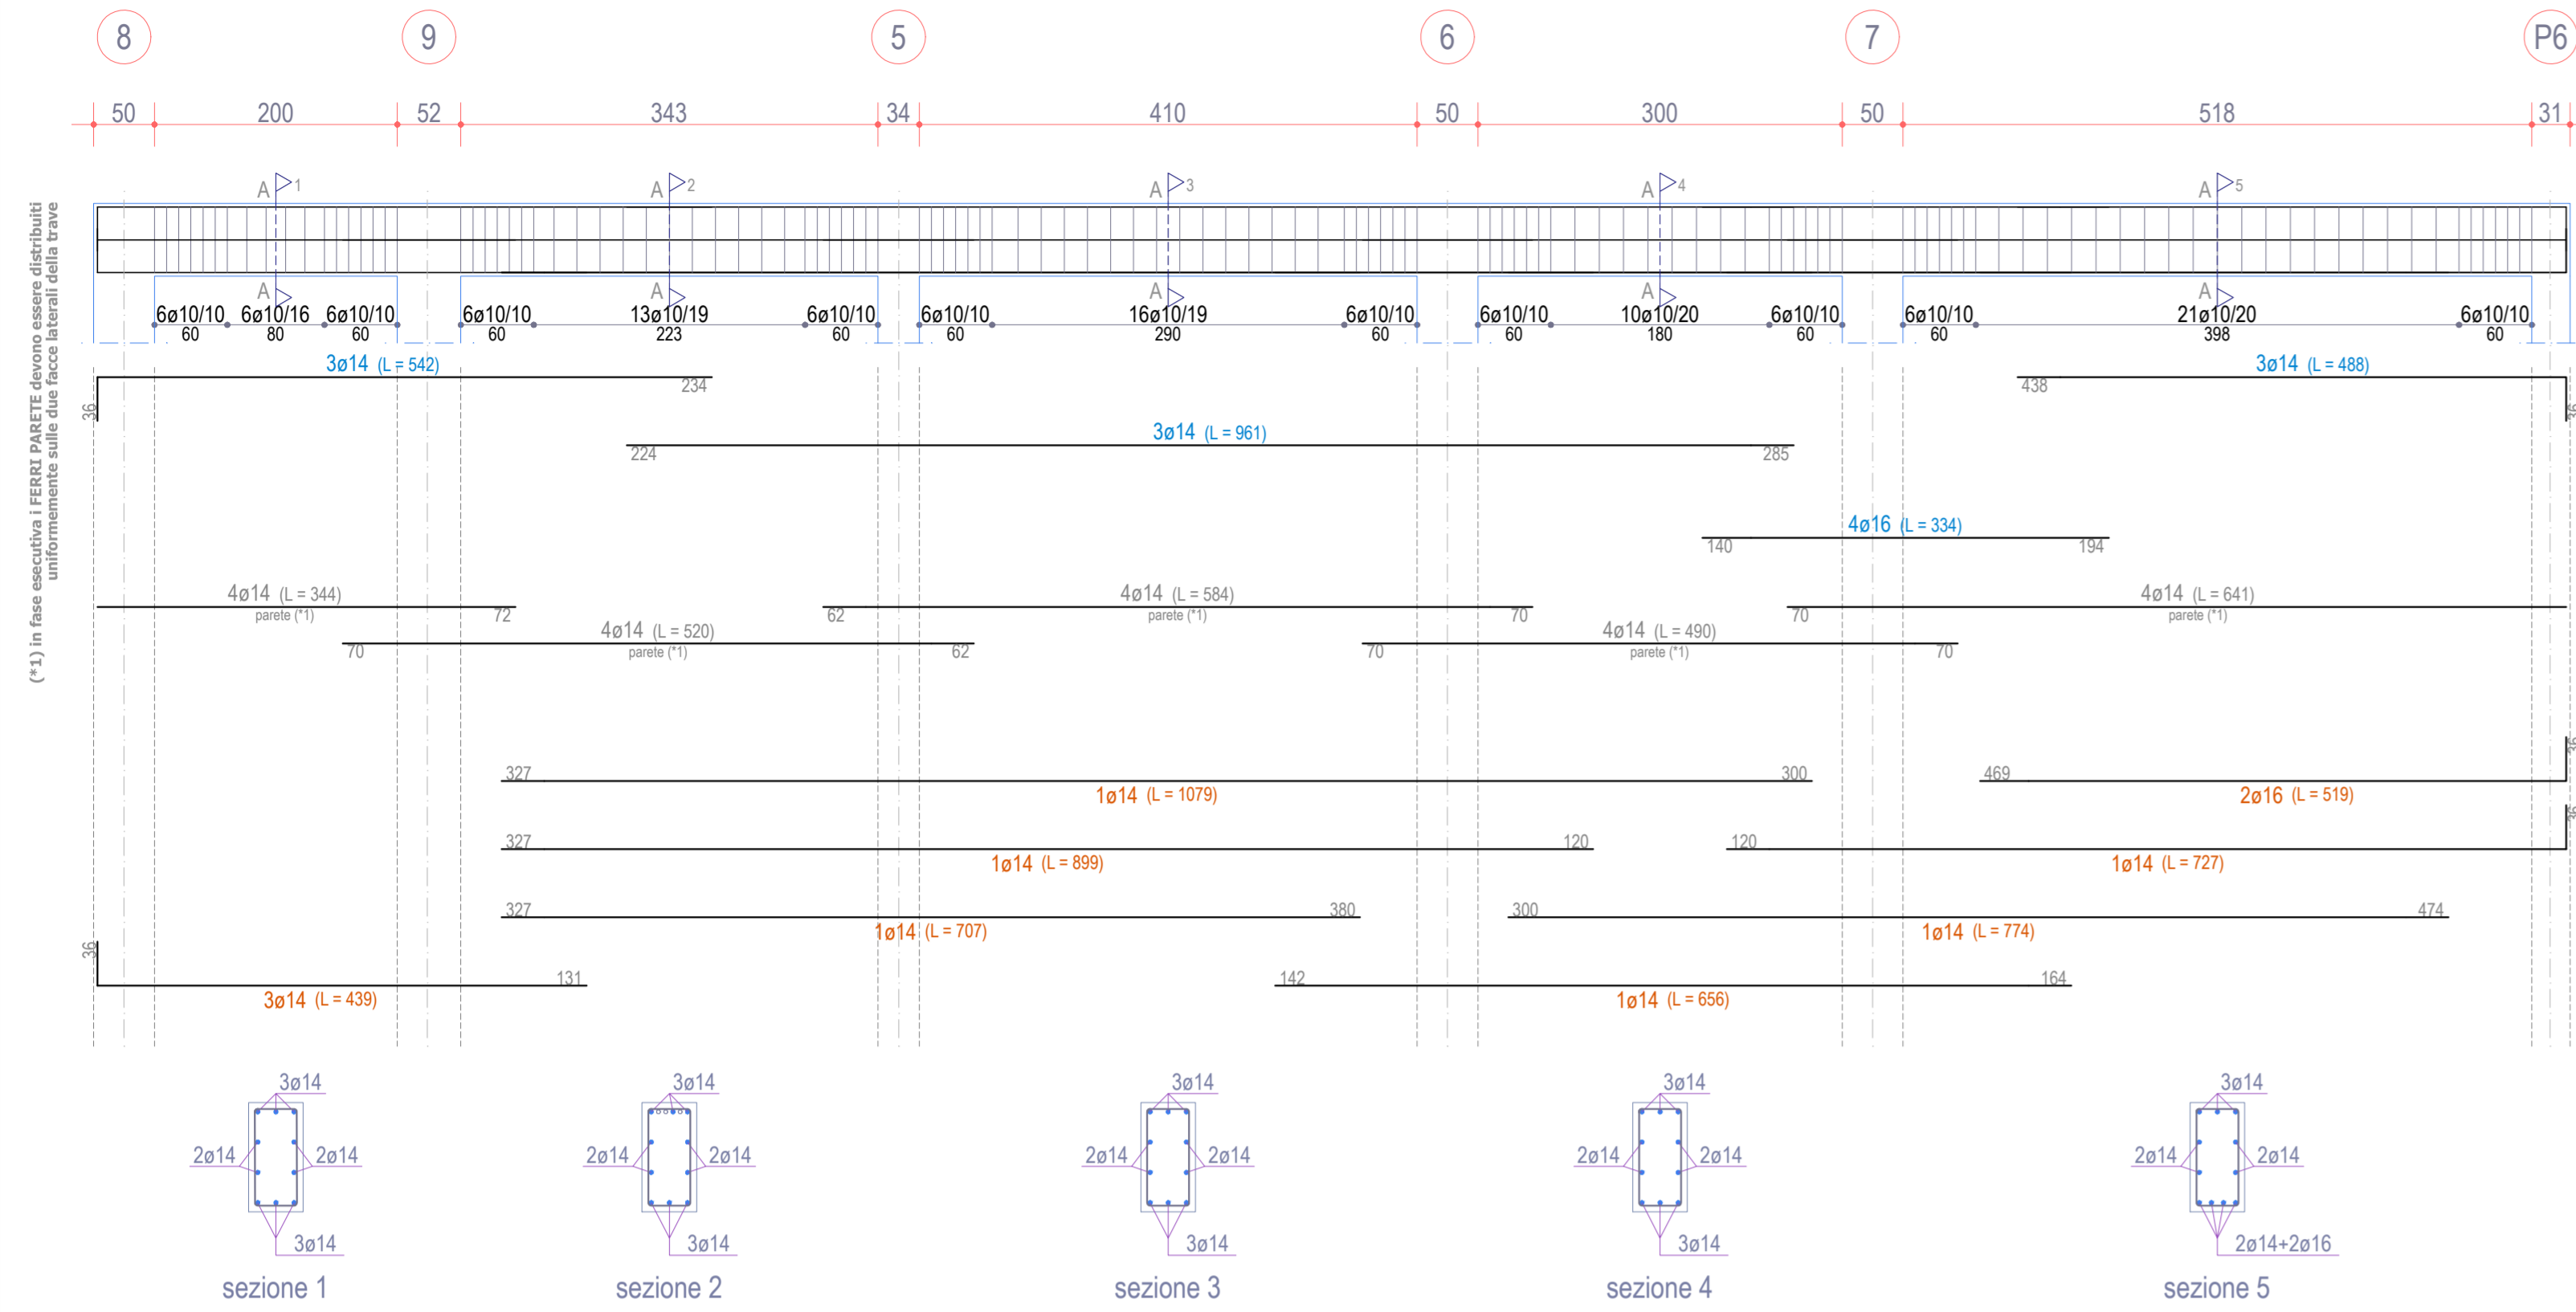 8 9 5 6 7 P6
50 200 52 343 34 410 50 300 50 518 31
(*1) in fase esecutiva i FERRI PARETE devono essere distribuiti
uniformemente sulle due facce laterali della trave
A 1 A 2 A 3 A 4 A 5
A A A A A
6ø10/10 6ø10/16 6ø10/10 6ø10/10 13ø10/19 6ø10/10 6ø10/10 16ø10/19 6ø10/10 6ø10/10 10ø10/20 6ø10/10 6ø10/10 21ø10/20 6ø10/10
60 80 60 60 223 60 60 290 60 60 180 60 60 398 60
3ø14 (L = 542) 3ø14 (L = 488)
36 234 438 36
3ø14 (L = 961)
224 285
4ø16 (L = 334)
140 194
4ø14 (L = 344) 4ø14 (L = 584) 4ø14 (L = 641)
parete (*1) 72 62 parete (*1) 70 70 parete (*1)
4ø14 (L = 520) 4ø14 (L = 490)
70 parete (*1) 62 70 parete (*1) 70
36
327 300 469
1ø14 (L = 1079) 2ø16 (L = 519)
36
327 120 120
1ø14 (L = 899) 1ø14 (L = 727)
327 380 300 474
1ø14 (L = 707) 1ø14 (L = 774)
36 131 142 164
3ø14 (L = 439) 1ø14 (L = 656)
3ø14 3ø14 3ø14 3ø14 3ø14
2ø14 2ø14 2ø14 2ø14 2ø14 2ø14 2ø14 2ø14 2ø14 2ø14
3ø14 3ø14 3ø14 3ø14 2ø14+2ø16
sezione 1 sezione 2 sezione 3 sezione 4 sezione 5